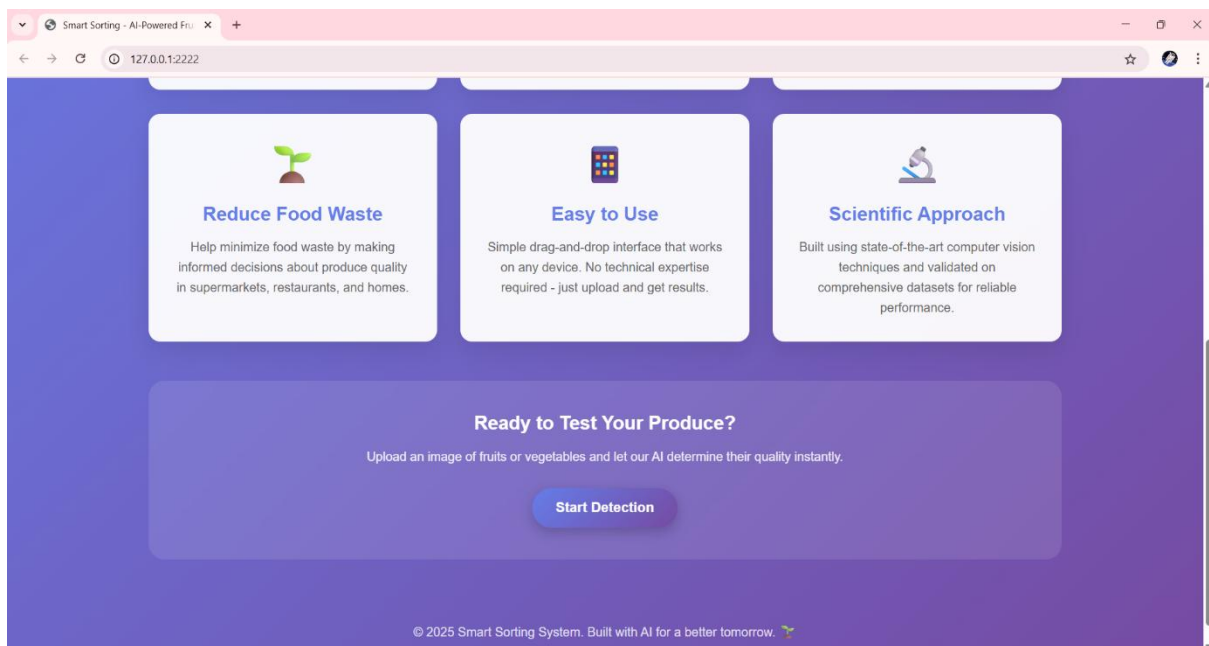 Smart Sorting - AI-Powered Fru
127.0.0.1:2222
Reduce Food Waste
Help minimize food waste by making
informed decisions about produce quality
in supermarkets, restaurants, and homes.
Easy to Use
Simple drag-and-drop interface that works
on any device. No technical expertise
required - just upload and get results.
Scientific Approach
Built using state-of-the-art computer vision
techniques and validated on
comprehensive datasets for reliable
performance.
Ready to Test Your Produce?
Upload an image of fruits or vegetables and let our AI determine their quality instantly.
Start Detection
© 2025 Smart Sorting System. Built with AI for a better tomorrow. 🌱